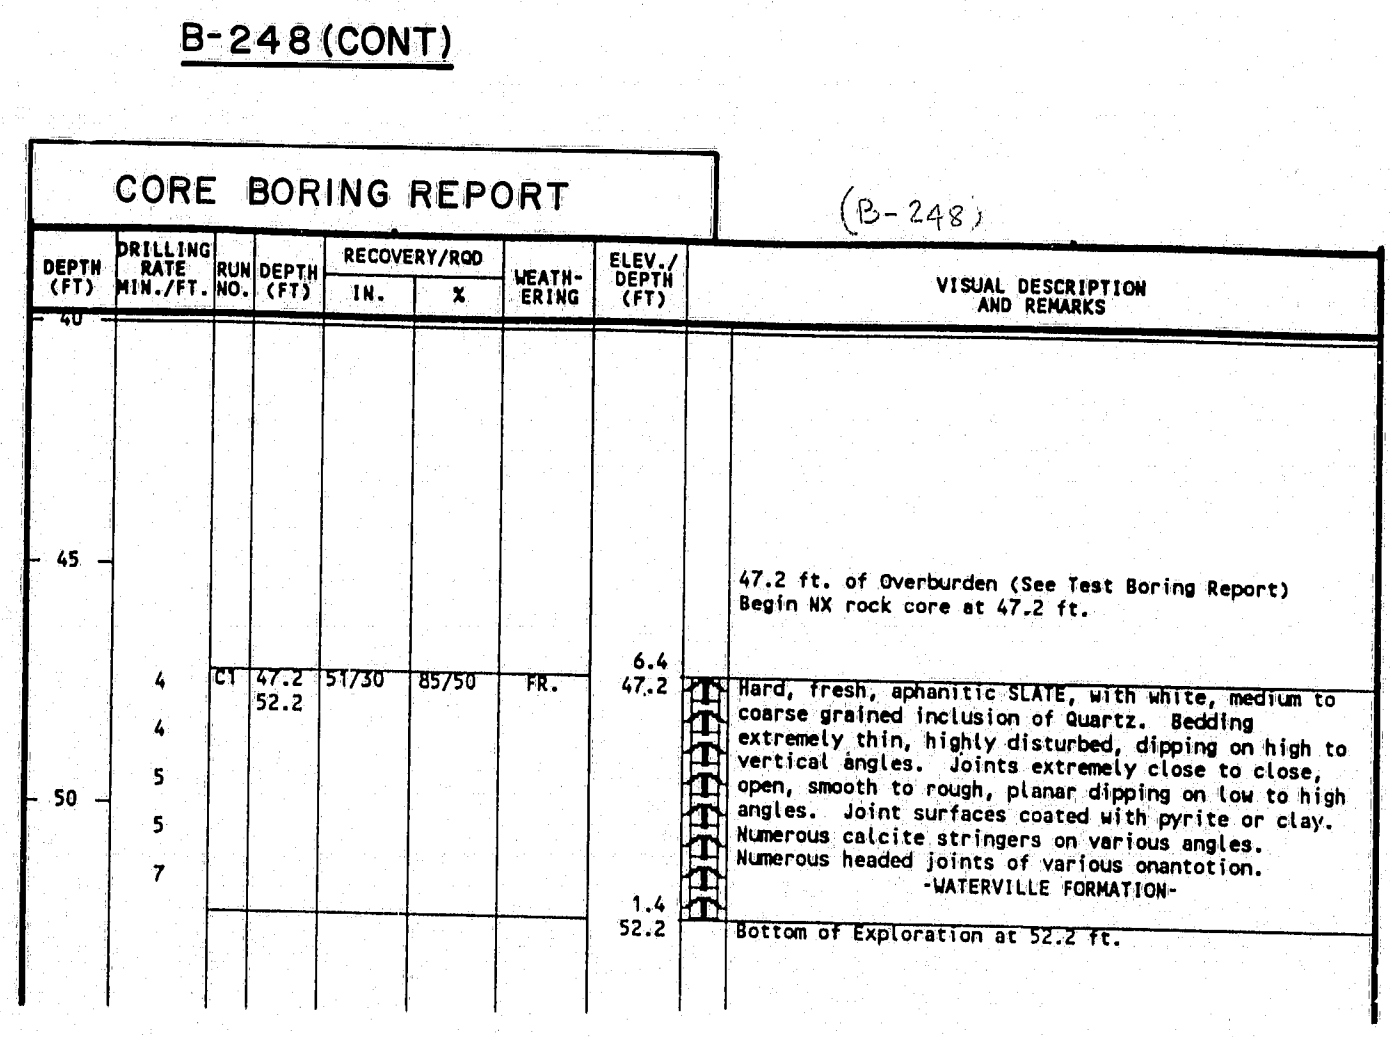 B-248 (CONT)
CORE BORING REPORT
(B-248)
DEPTH (FT)
DRILLING RATE MIN./FT.
RUN NO.
DEPTH (FT)
RECOVERY/RQD
IN.
%
WEATH-
ERING
ELEV./
DEPTH
(FT)
VISUAL DESCRIPTION
AND REMARKS
40
45
47.2 ft. of Overburden (See Test Boring Report)
Begin NX rock core at 47.2 ft.
6.4
4 C1 47.2 51/30 85/50 FR. 47.2 Hard, fresh, aphanitic SLATE, with white, medium to
52.2 coarse grained inclusion of Quartz. Bedding
4 extremely thin, highly disturbed, dipping on high to
vertical angles. Joints extremely close to close,
5 open, smooth to rough, planar dipping on low to high
50 angles. Joint surfaces coated with pyrite or clay.
5 Numerous calcite stringers on various angles.
7 Numerous headed joints of various onantotion.
-WATERVILLE FORMATION-
1.4
52.2 Bottom of Exploration at 52.2 ft.